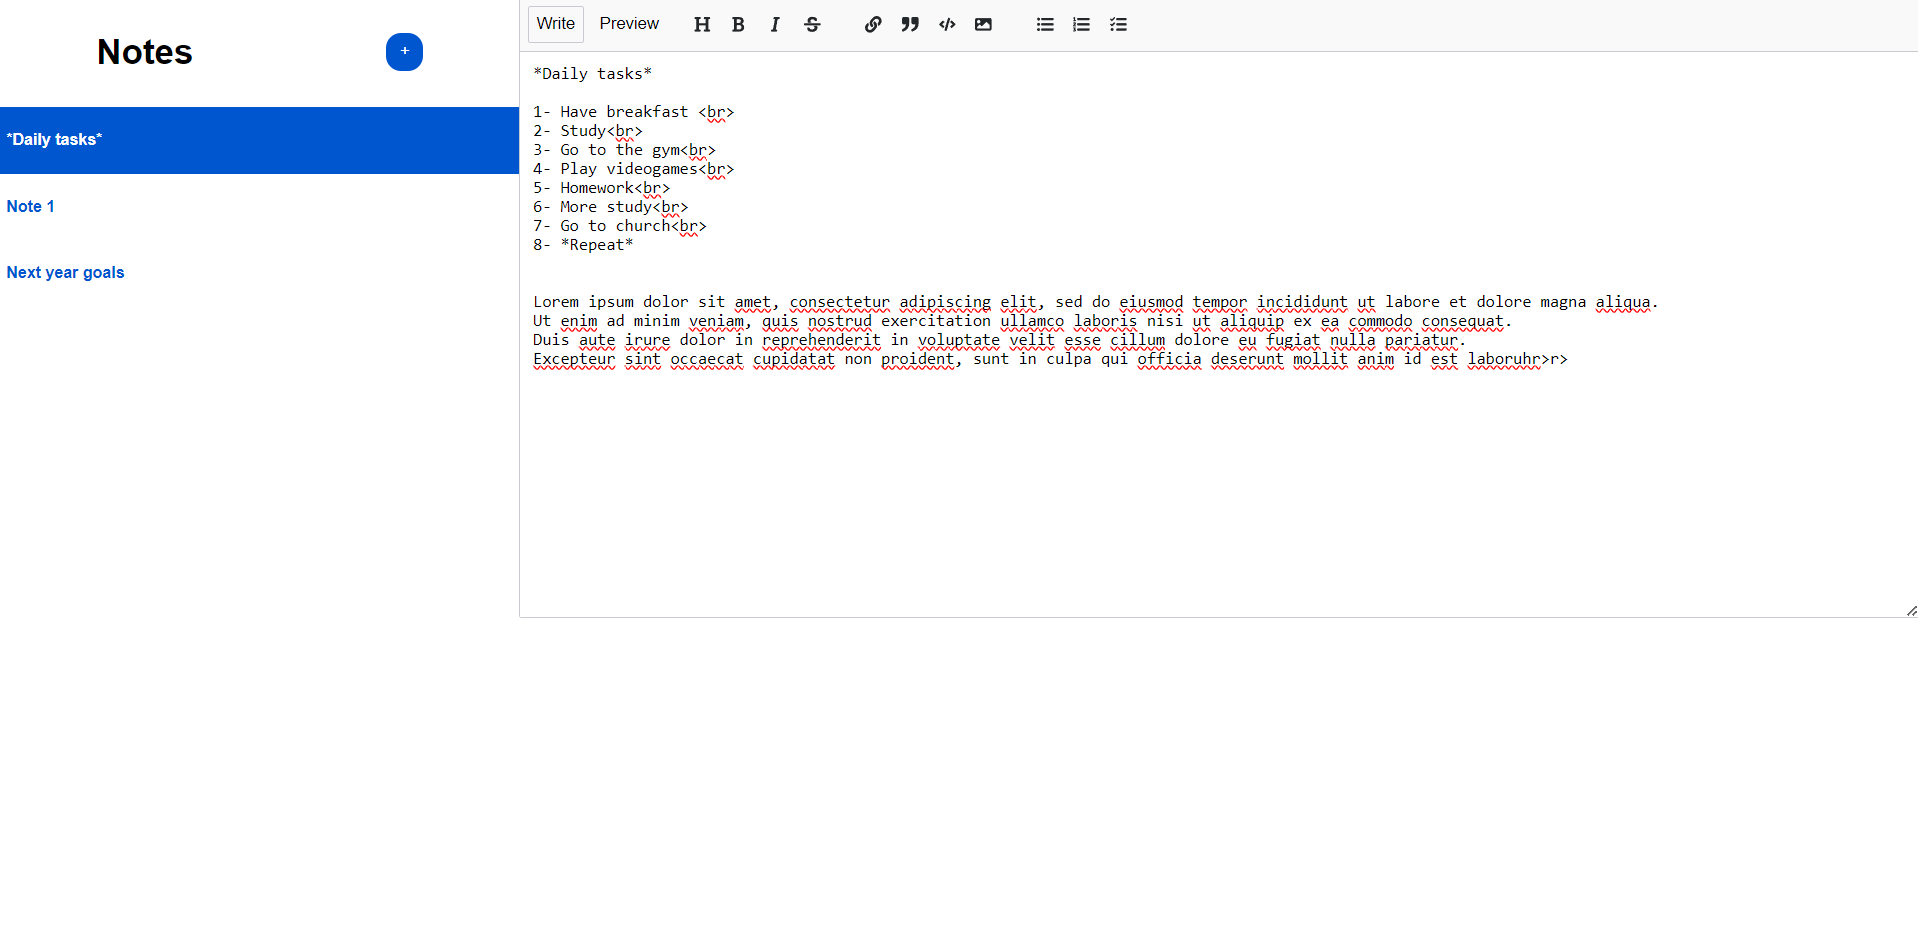 Notes
+
*Daily tasks*
Note 1
Next year goals
Write Preview
*Daily tasks*
1- Have breakfast <br>
2- Study<br>
3- Go to the gym<br>
4- Play videogames<br>
5- Homework<br>
6- More study<br>
7- Go to church<br>
8- *Repeat*
Lorem ipsum dolor sit amet, consectetur adipiscing elit, sed do eiusmod tempor incididunt ut labore et dolore magna aliqua.
Ut enim ad minim veniam, quis nostrud exercitation ullamco laboris nisi ut aliquip ex ea commodo consequat.
Duis aute irure dolor in reprehenderit in voluptate velit esse cillum dolore eu fugiat nulla pariatur.
Excepteur sint occaecat cupidatat non proident, sunt in culpa qui officia deserunt mollit anim id est laboruhr>r>